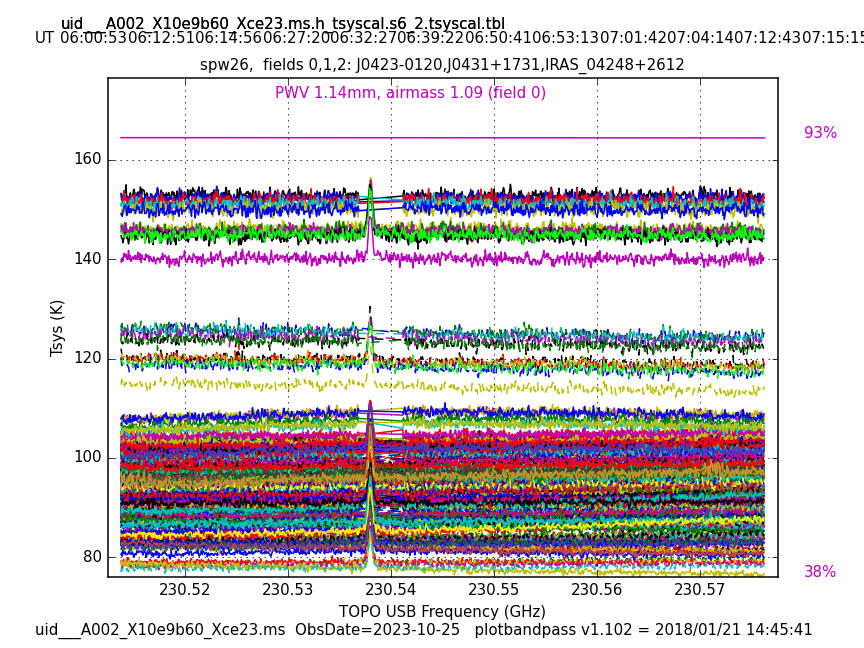 uid___A002_X10e9b60_Xce23.ms.h_tsyscal.s6_2.tsyscal.tbl
UT 06:00:53 06:12:51 06:14:56 06:27:20 06:32:27 06:39:22 06:50:41 06:53:13 07:01:42 07:04:14 07:12:43 07:15:15
spw26, fields 0,1,2: J0423-0120,J0431+1731,IRAS_04248+2612
PWV 1.14mm, airmass 1.09 (field 0)
93%
160
140
120
100
80
Tsys (K)
38%
230.52 230.53 230.54 230.55 230.56 230.57
TOPO USB Frequency (GHz)
uid___A002_X10e9b60_Xce23.ms ObsDate=2023-10-25 plotbandpass v1.102 = 2018/01/21 14:45:41